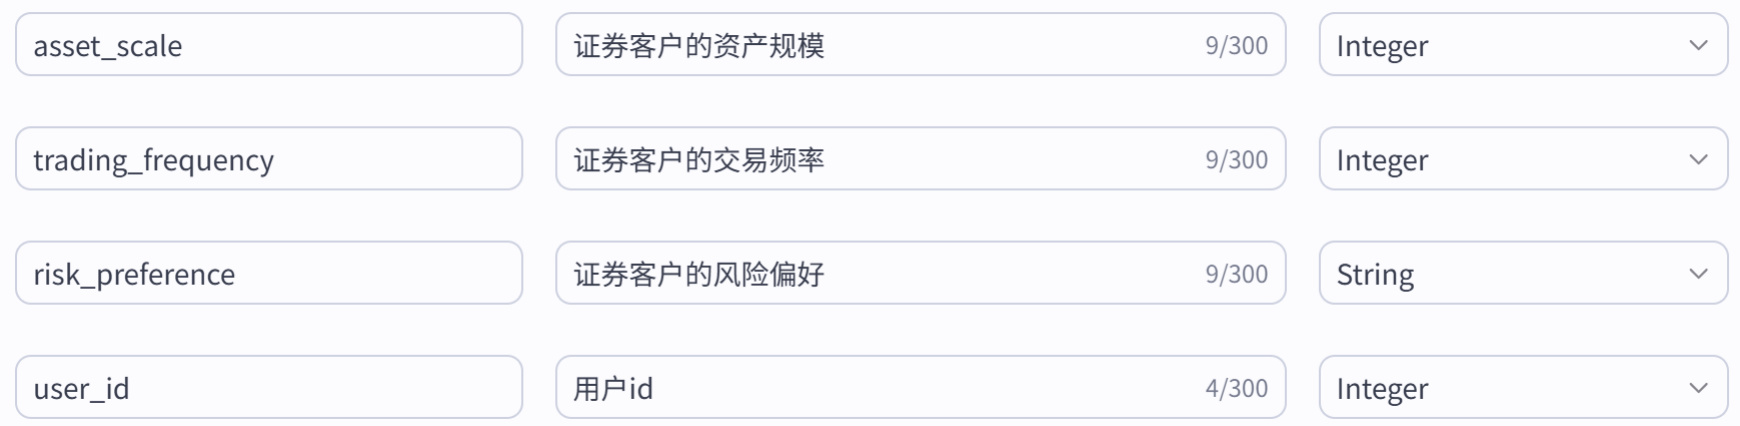 asset_scale 证券客户的资产规模 9/300 Integer
trading_frequency 证券客户的交易频率 9/300 Integer
risk_preference 证券客户的风险偏好 9/300 String
user_id 用户id 4/300 Integer